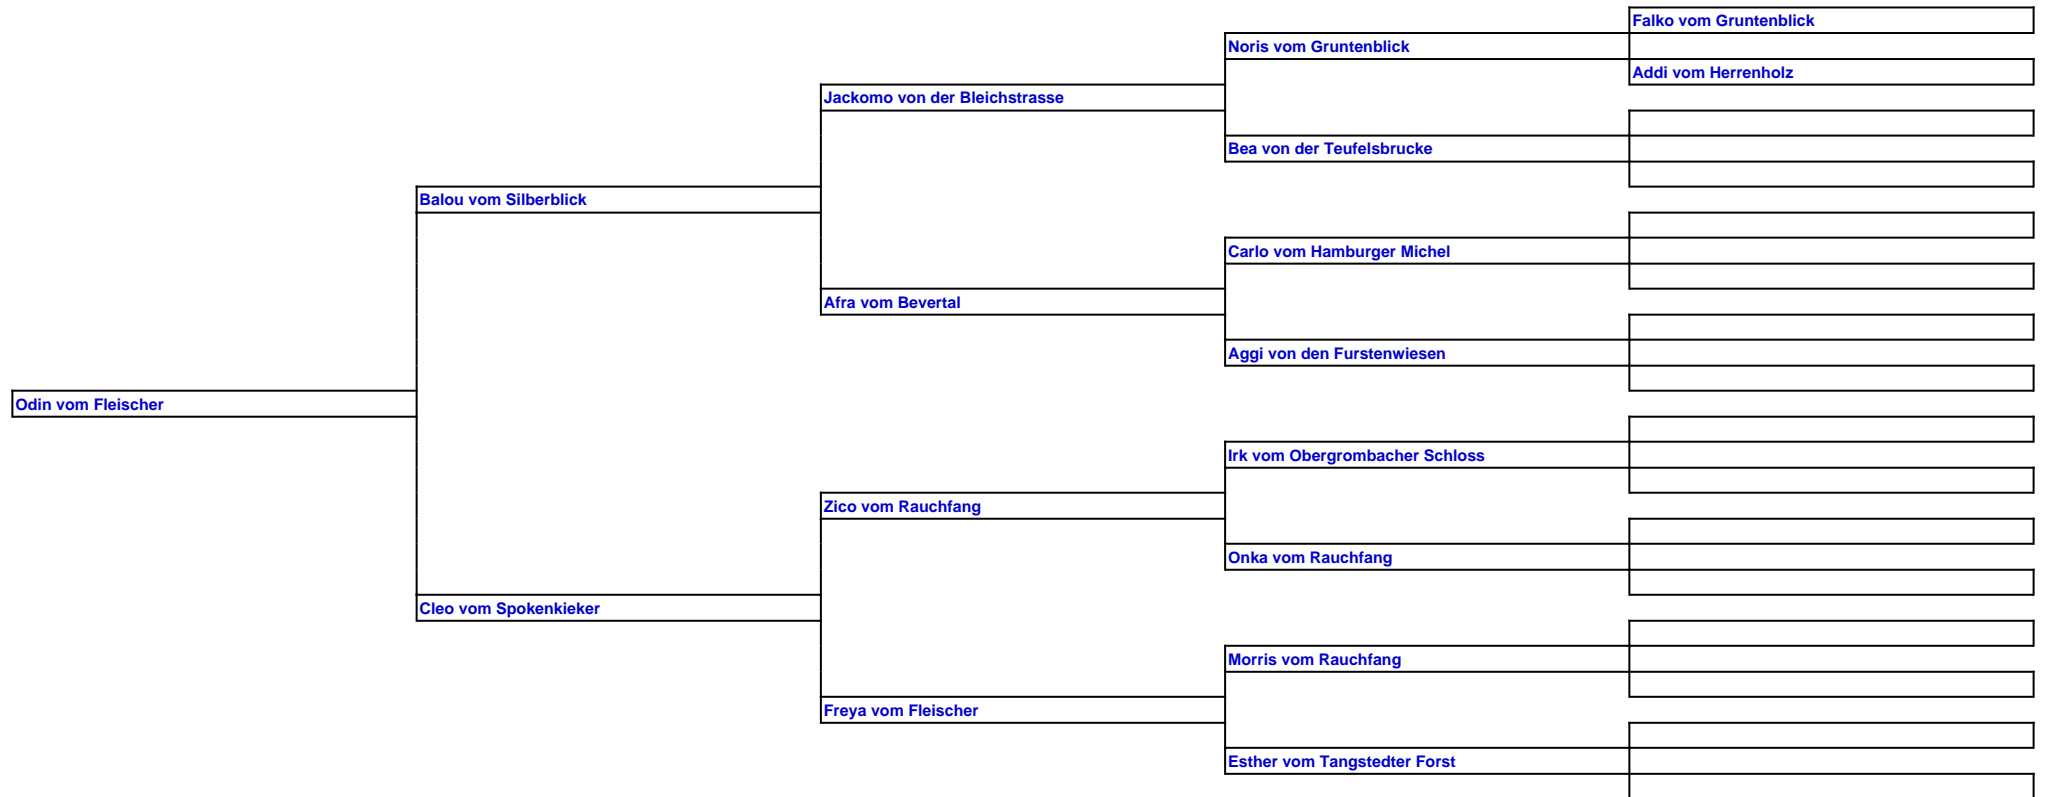 Falko vom Gruntenblick
Noris vom Gruntenblick
Addi vom Herrenholz
Jackomo von der Bleichstrasse
Bea von der Teufelsbrucke
Balou vom Silberblick
Carlo vom Hamburger Michel
Afra vom Bevertal
Aggi von den Furstenwiesen
Odin vom Fleischer
Irk vom Obergrombacher Schloss
Zico vom Rauchfang
Onka vom Rauchfang
Cleo vom Spokenkieker
Morris vom Rauchfang
Freya vom Fleischer
Esther vom Tangstedter Forst